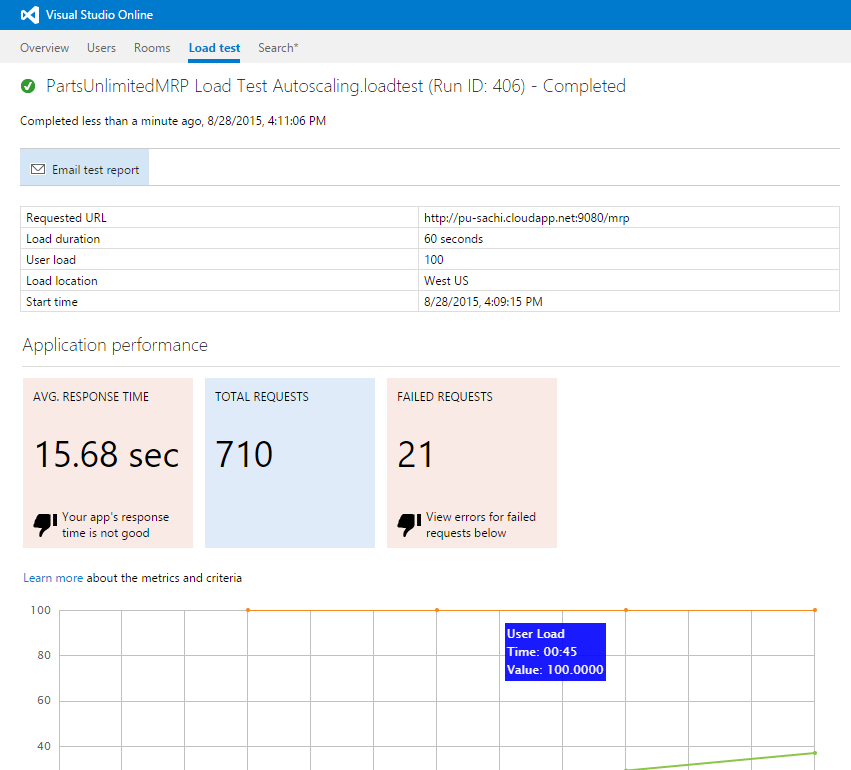 Visual Studio Online
Overview Users Rooms Load test Search*
PartsUnlimitedMRP Load Test Autoscaling.loadtest (Run ID: 406) - Completed
Completed less than a minute ago, 8/28/2015, 4:11:06 PM
Email test report
Requested URL http://pu-sachi.cloudapp.net:9080/mrp
Load duration 60 seconds
User load 100
Load location West US
Start time 8/28/2015, 4:09:15 PM
Application performance
AVG. RESPONSE TIME
15.68 sec
Your app's response
time is not good
TOTAL REQUESTS
710
FAILED REQUESTS
21
View errors for failed
requests below
Learn more about the metrics and criteria
100
80
60
40
User Load
Time: 00:45
Value: 100.0000